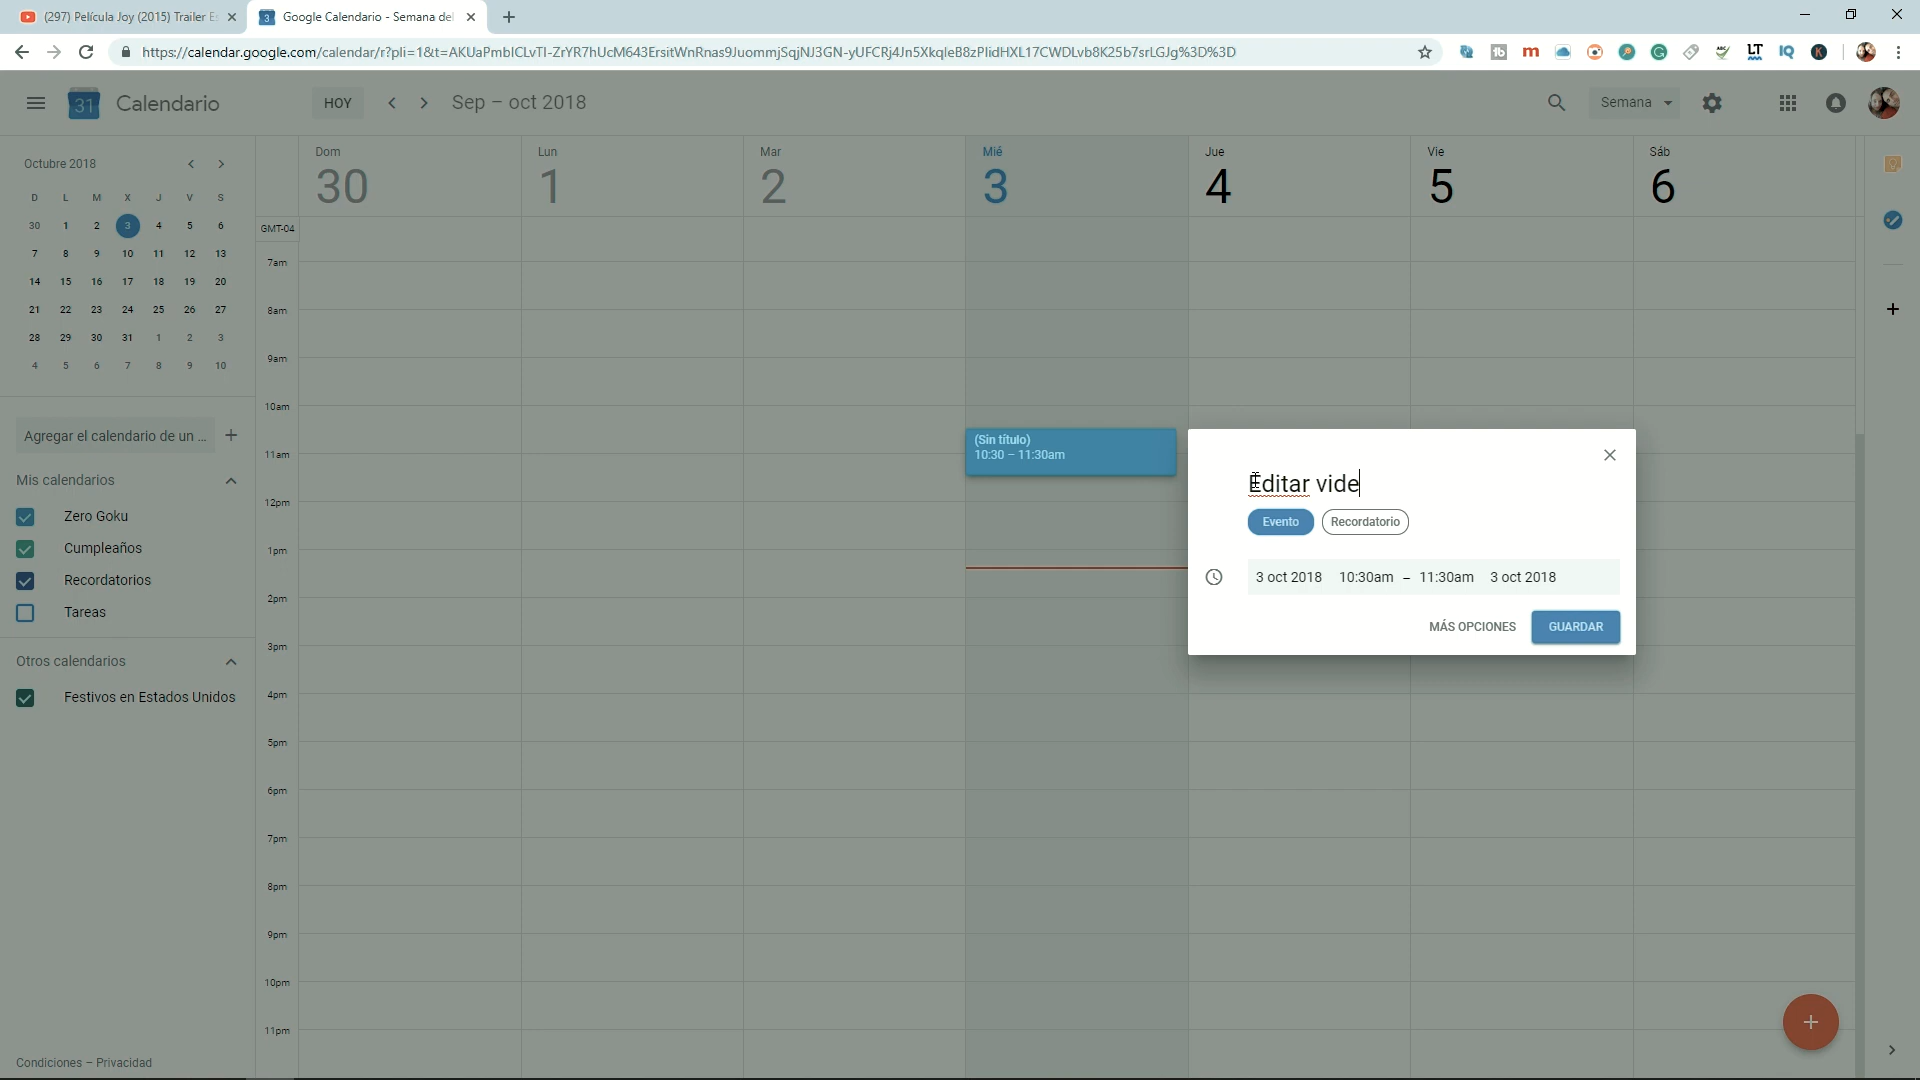 (297) Película Joy (2015) Trailer Es
Google Calendario - Semana del
https://calendar.google.com/calendar/r?pli=1&t=AKUaPmbICLvTI-ZrYR7hUcM643ErsitWnRnas9JuommjSqjNJ3GN-yUFCRj4Jn5XkqleB8zPlidHXL17CWDLvb8K25b7srLGJg%3D%3D
31 Calendario HOY Sep – oct 2018 Semana
Octubre 2018
D L M X J V S
30 1 2 3 4 5 6
7 8 9 10 11 12 13
14 15 16 17 18 19 20
21 22 23 24 25 26 27
28 29 30 31 1 2 3
4 5 6 7 8 9 10
Agregar el calendario de un ...
Mis calendarios
Zero Goku
Cumpleaños
Recordatorios
Tareas
Otros calendarios
Festivos en Estados Unidos
Condiciones – Privacidad
Dom Lun Mar Mié Jue Vie Sáb
30 1 2 3 4 5 6
GMT-04
7am
8am
9am
10am
11am
12pm
1pm
2pm
3pm
4pm
5pm
6pm
7pm
8pm
9pm
10pm
11pm
(Sin título)
10:30 – 11:30am
Editar vide
Evento Recordatorio
3 oct 2018 10:30am – 11:30am 3 oct 2018
MÁS OPCIONES GUARDAR